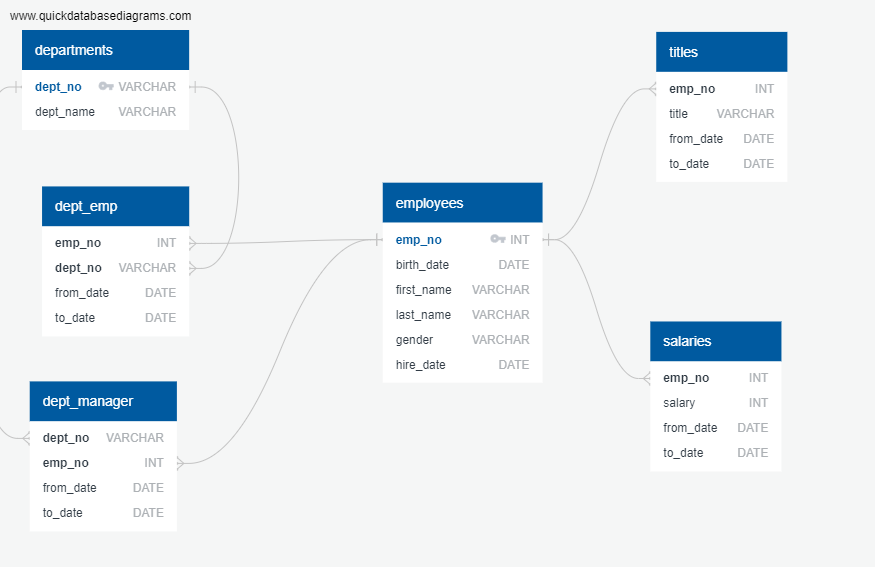 www.quickdatabasediagrams.com
departments
dept_no VARCHAR
dept_name VARCHAR
dept_emp
emp_no INT
dept_no VARCHAR
from_date DATE
to_date DATE
dept_manager
dept_no VARCHAR
emp_no INT
from_date DATE
to_date DATE
employees
emp_no INT
birth_date DATE
first_name VARCHAR
last_name VARCHAR
gender VARCHAR
hire_date DATE
titles
emp_no INT
title VARCHAR
from_date DATE
to_date DATE
salaries
emp_no INT
salary INT
from_date DATE
to_date DATE